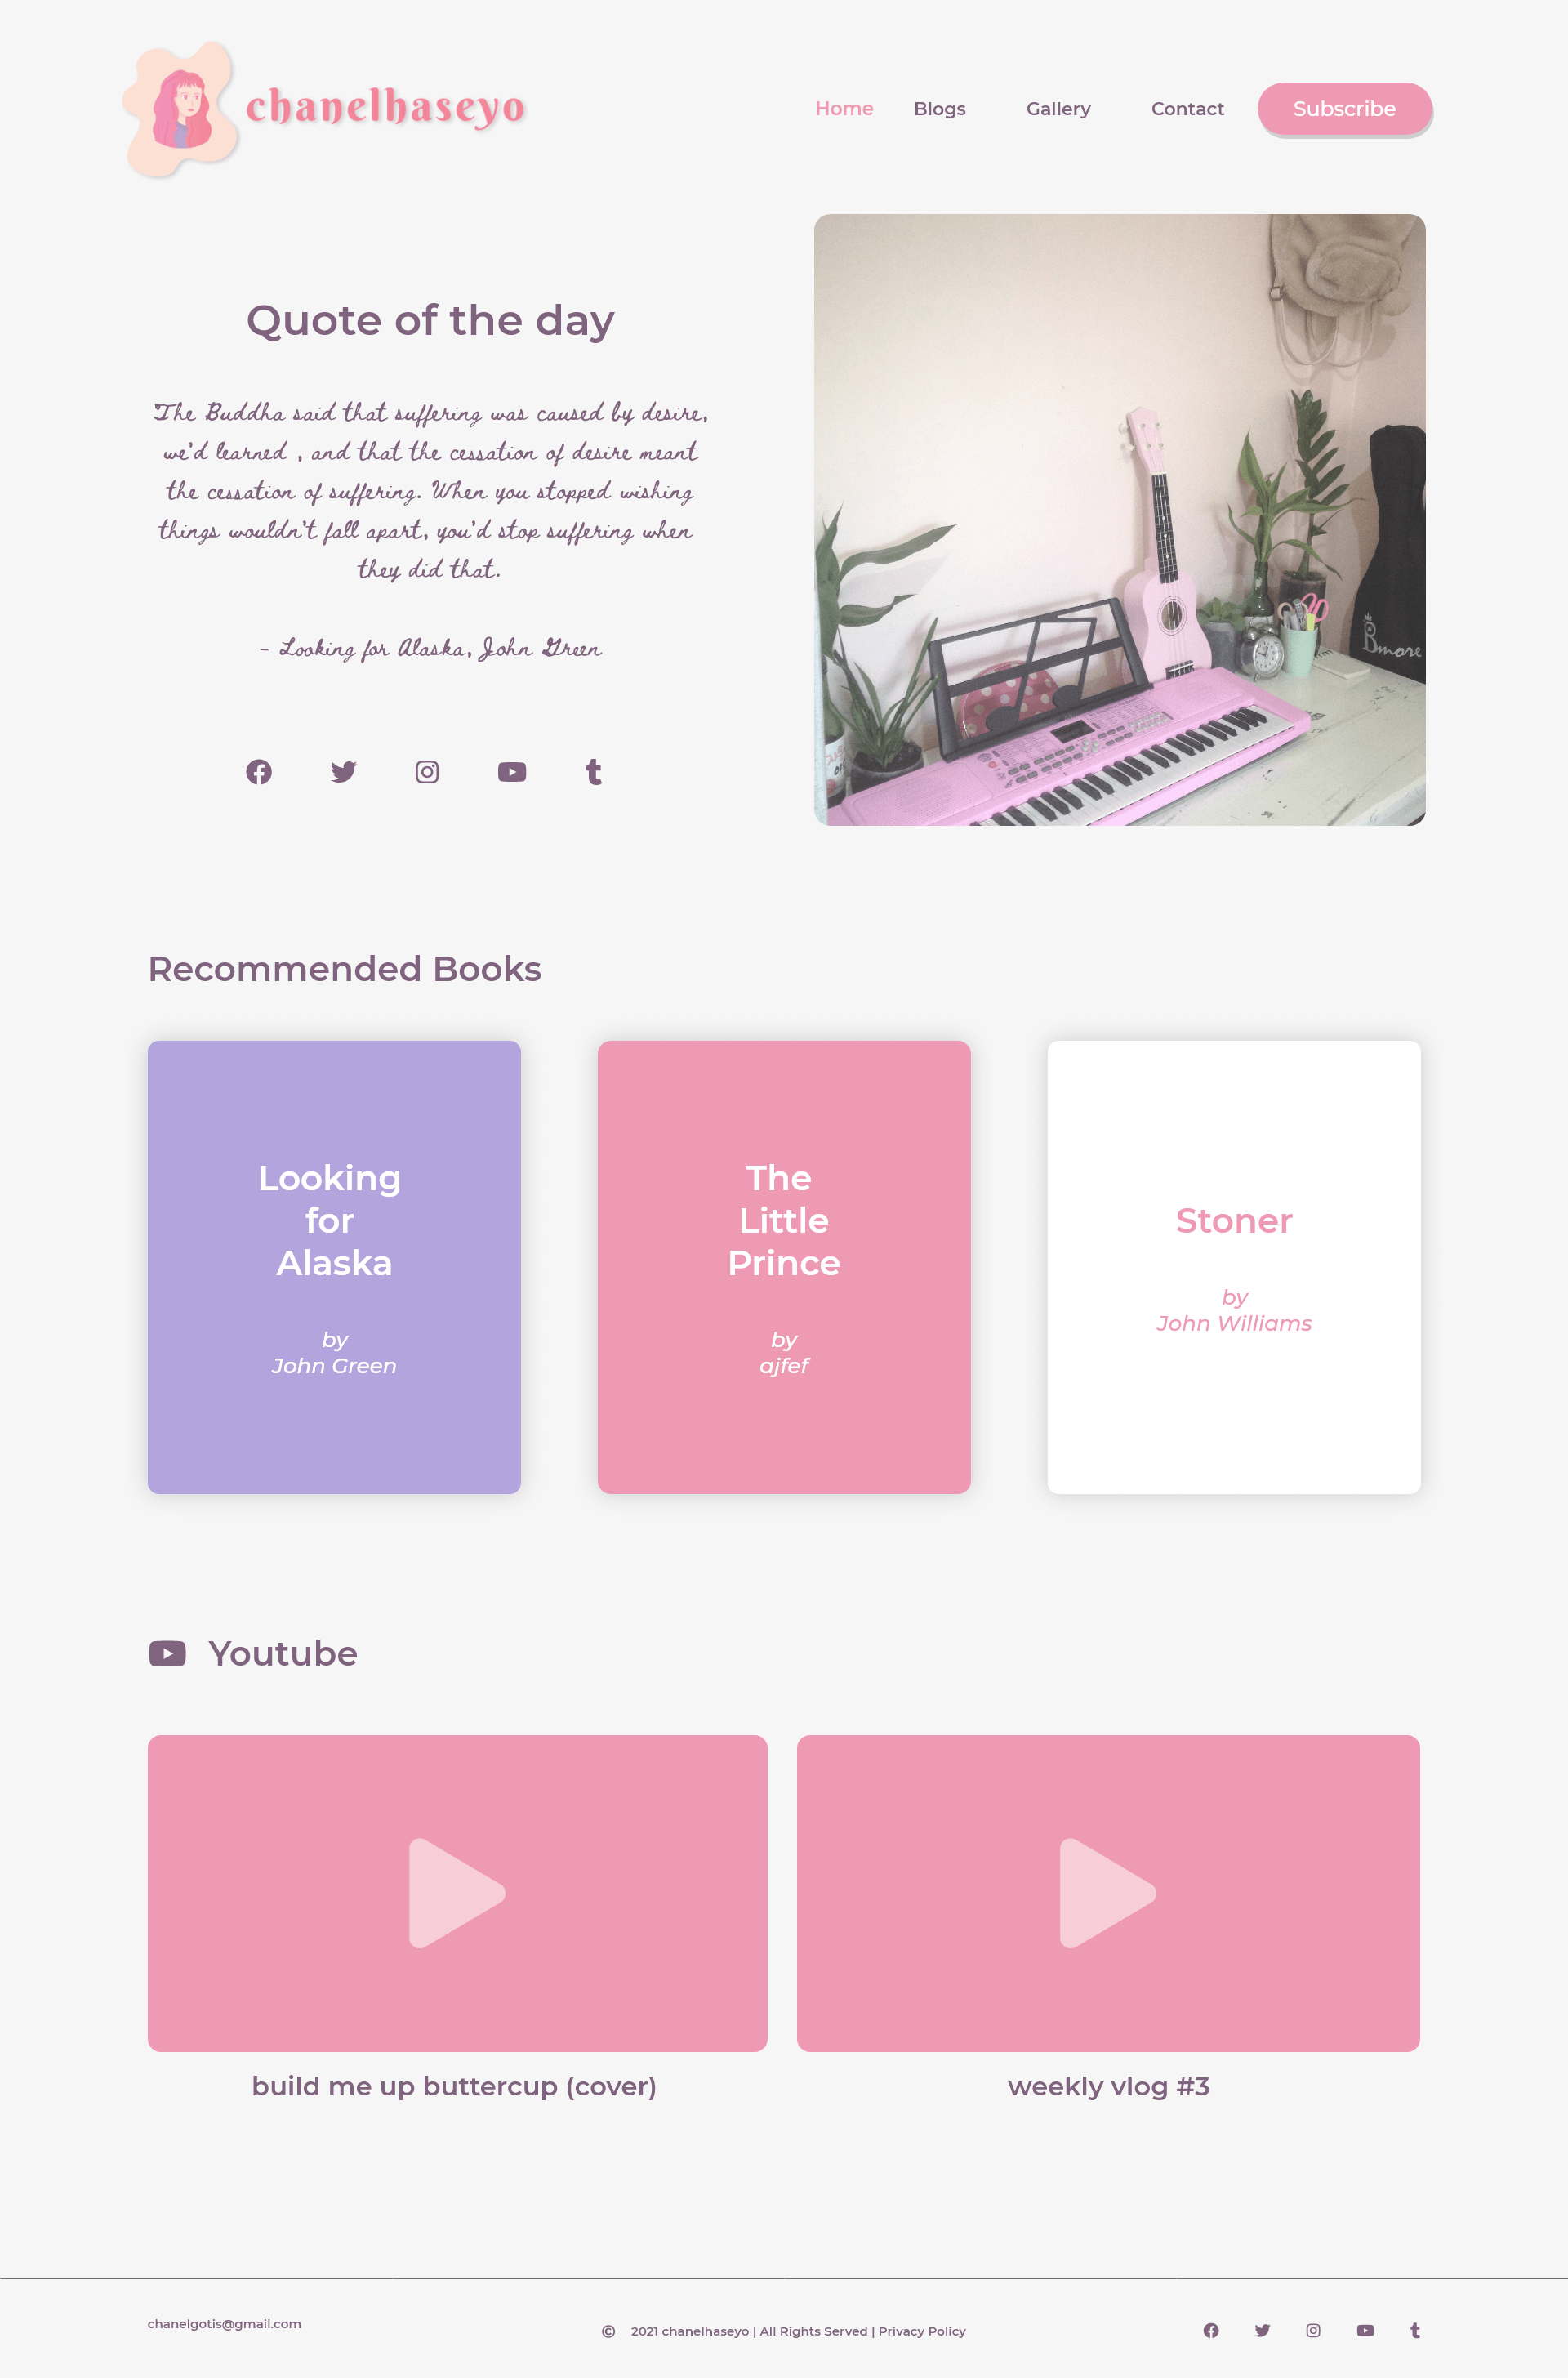 chanelhaseyo
Home Blogs Gallery Contact Subscribe
Quote of the day
The Buddha said that suffering was caused by desire,
we'd learned , and that the cessation of desire meant
the cessation of suffering. When you stopped wishing
things wouldn't fall apart, you'd stop suffering when
they did that.
- Looking for Alaska, John Green
Bmore
Recommended Books
Looking
for
Alaska
by
John Green
The
Little
Prince
by
ajfef
Stoner
by
John Williams
Youtube
build me up buttercup (cover)
weekly vlog #3
chanelgotis@gmail.com
© 2021 chanelhaseyo | All Rights Served | Privacy Policy